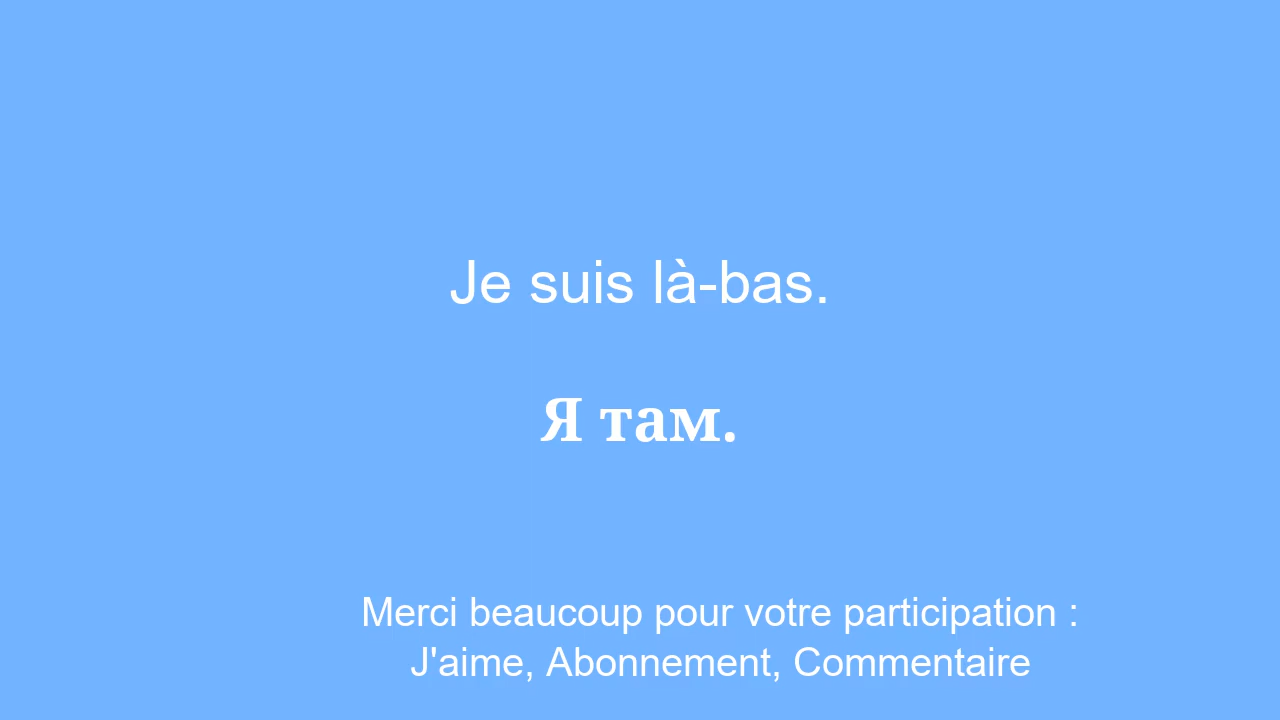 Je suis là-bas.
Я там.
Merci beaucoup pour votre participation :
J'aime, Abonnement, Commentaire